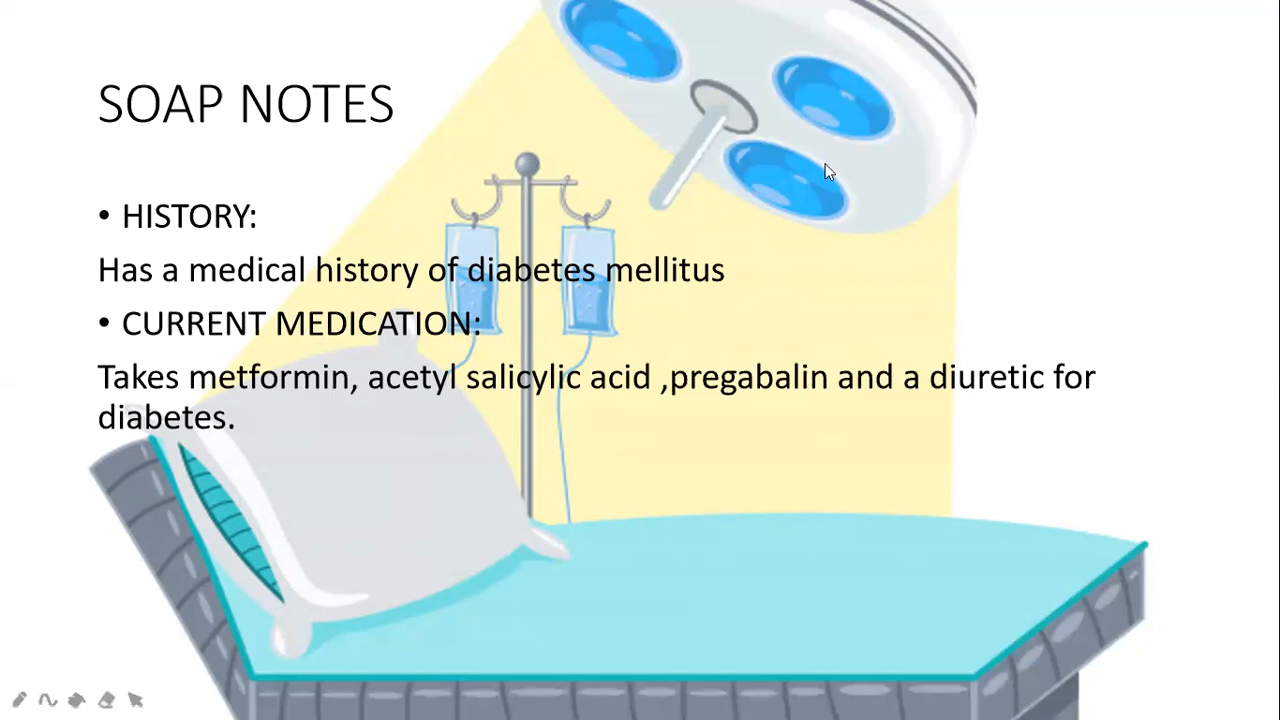 SOAP NOTES
• HISTORY:
Has a medical history of diabetes mellitus
• CURRENT MEDICATION:
Takes metformin, acetyl salicylic acid ,pregabalin and a diuretic for
diabetes.